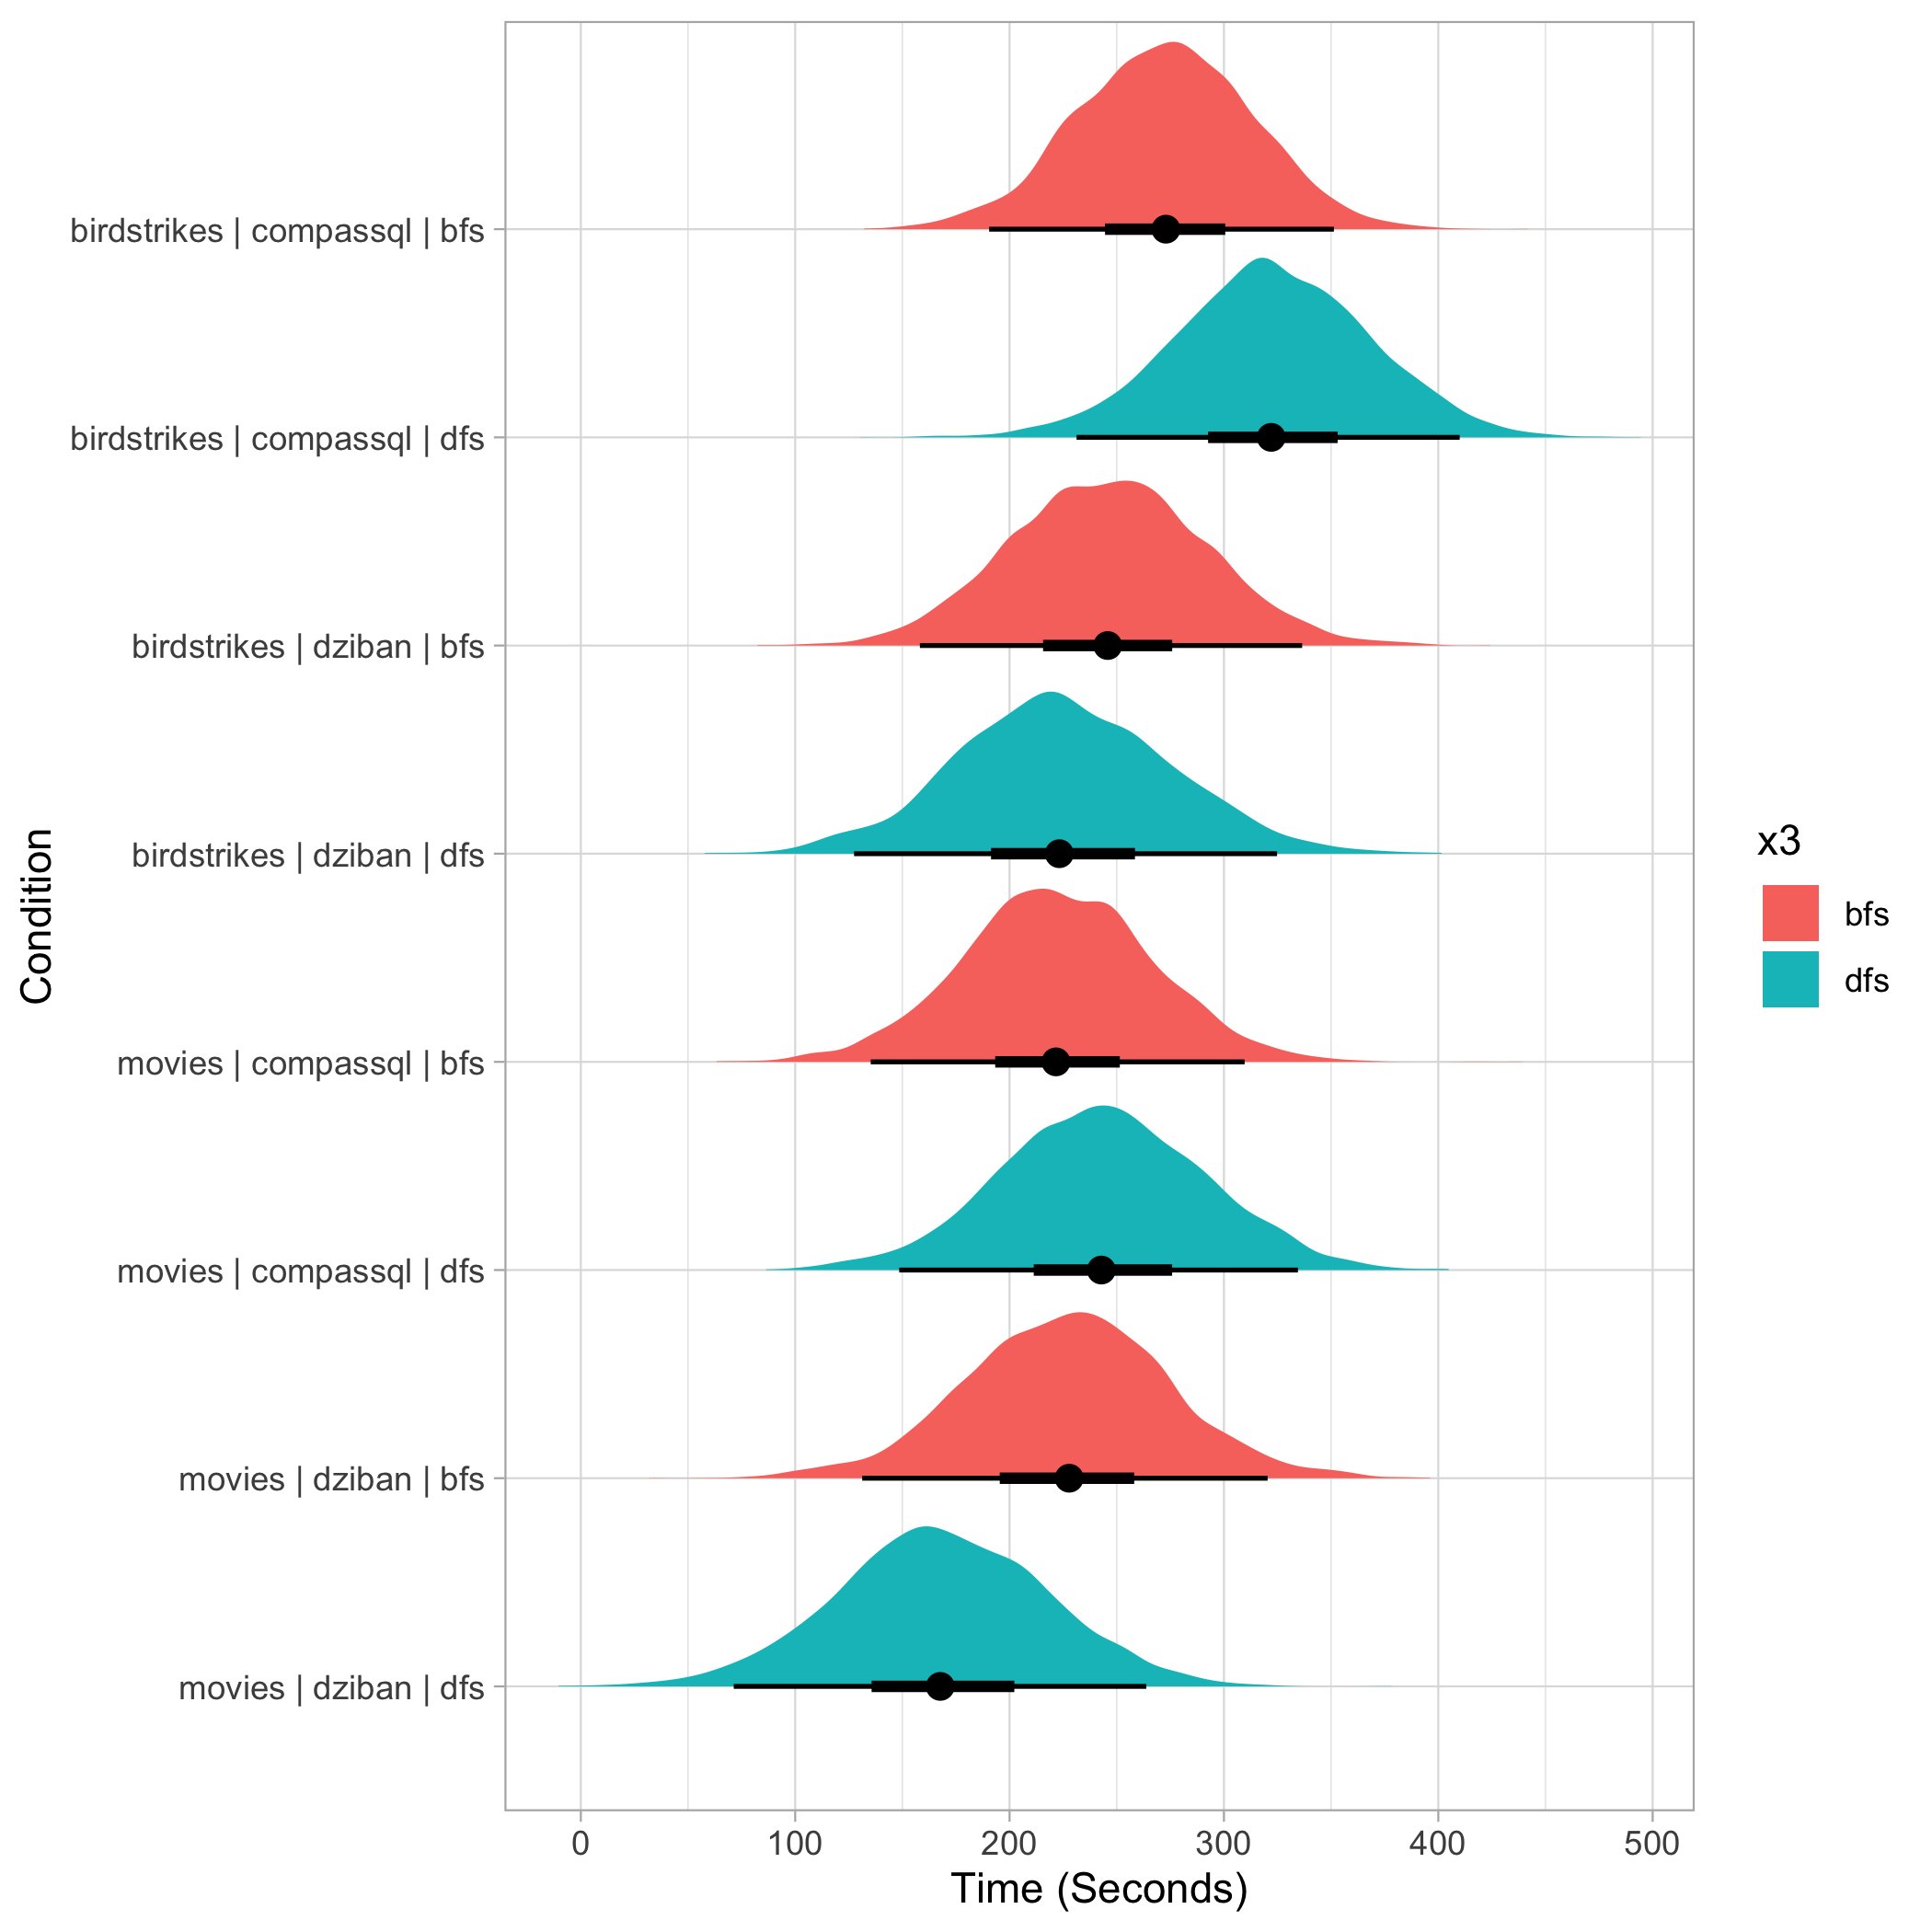 birdstrikes | compassql | bfs
birdstrikes | compassql | dfs
birdstrikes | dziban | bfs
birdstrikes | dziban | dfs
movies | compassql | bfs
movies | compassql | dfs
movies | dziban | bfs
movies | dziban | dfs
Condition
0 100 200 300 400 500
Time (Seconds)
x3
bfs
dfs